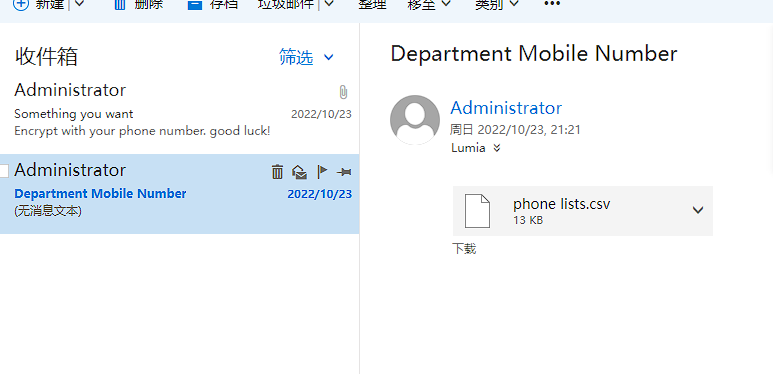 新建 删除 存档 垃圾邮件 整理 移至 类别 •••
收件箱 筛选
Administrator
Something you want 2022/10/23
Encrypt with your phone number. good luck!
Administrator
Department Mobile Number 2022/10/23
(无消息文本)
Department Mobile Number
Administrator
周日 2022/10/23, 21:21
Lumia
phone lists.csv
13 KB
下载